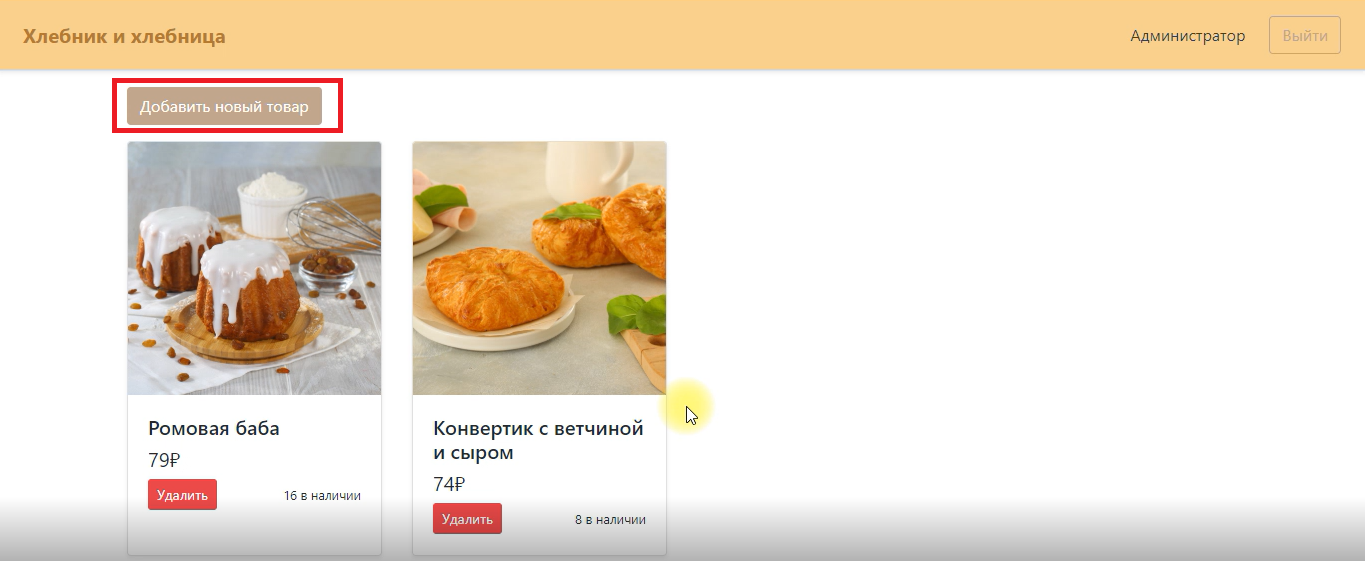 Хлебник и хлебница
Администратор
Выйти
Добавить новый товар
Ромовая баба
79₽
Удалить
16 в наличии
Конвертик с ветчиной
и сыром
74₽
Удалить
8 в наличии